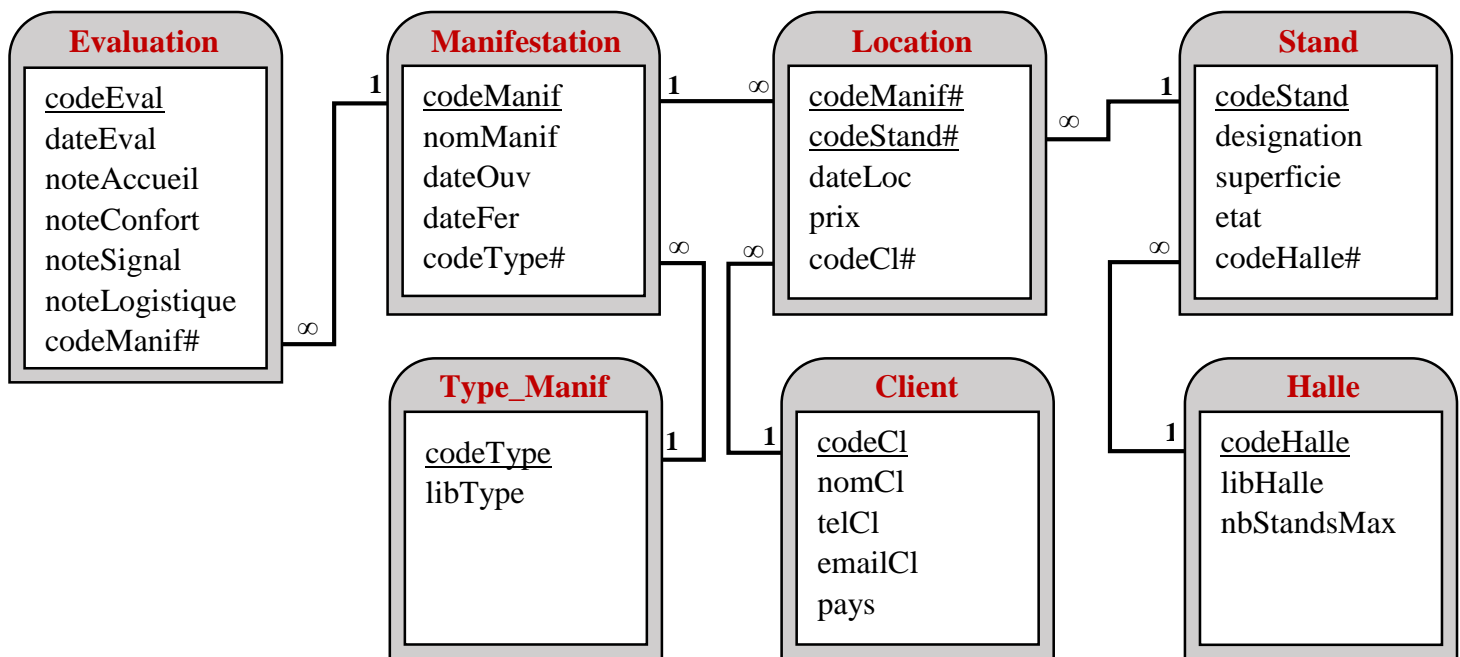 Evaluation
codeEval
dateEval
noteAccueil
noteConfort
noteSignal
noteLogistique
codeManif#
1
∞
Manifestation
codeManif
nomManif
dateOuv
dateFer
codeType#
1
∞
∞
Location
codeManif#
codeStand#
dateLoc
prix
codeCl#
∞
∞
1
Stand
codeStand
designation
superficie
etat
codeHalle#
∞
Type_Manif
codeType
libType
1
1
Client
codeCl
nomCl
telCl
emailCl
pays
1
Halle
codeHalle
libHalle
nbStandsMax